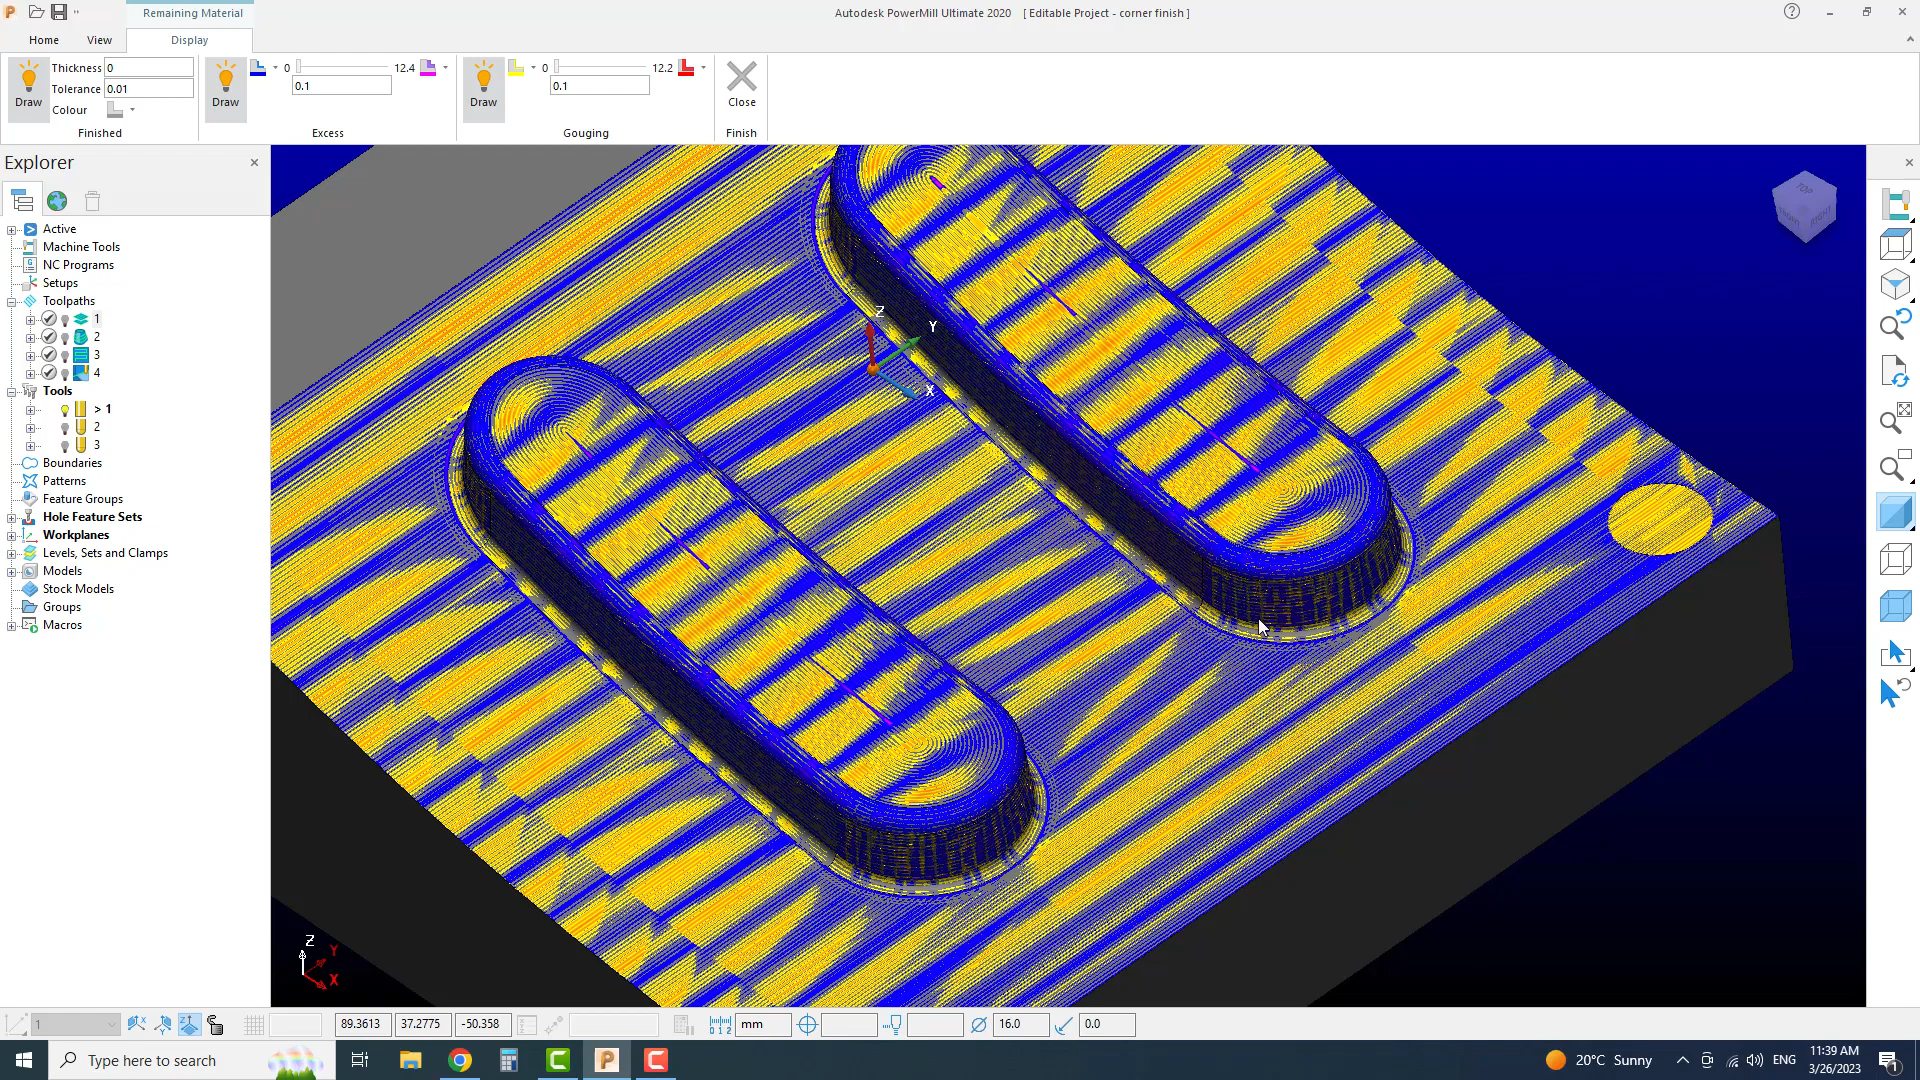 Remaining Material
Autodesk PowerMill Ultimate 2020 [ Editable Project - corner finish ]
Home View Display
Draw Thickness 0
Tolerance 0.01
Colour
Finished
Draw 0 12.4
0.1
Excess
Draw 0 12.2
0.1
Gouging
Close
Finish
Explorer
Active
Machine Tools
NC Programs
Setups
Toolpaths
1
2
3
4
Tools
> 1
2
3
Boundaries
Patterns
Feature Groups
Hole Feature Sets
Workplanes
Levels, Sets and Clamps
Models
Stock Models
Groups
Macros
Z
Y
X
TOP
RIGHT
Z
Y
X
1 89.3613 37.2775 -50.358 mm 16.0 0.0
Type here to search
20°C Sunny
ENG
11:39 AM
3/26/2023
1